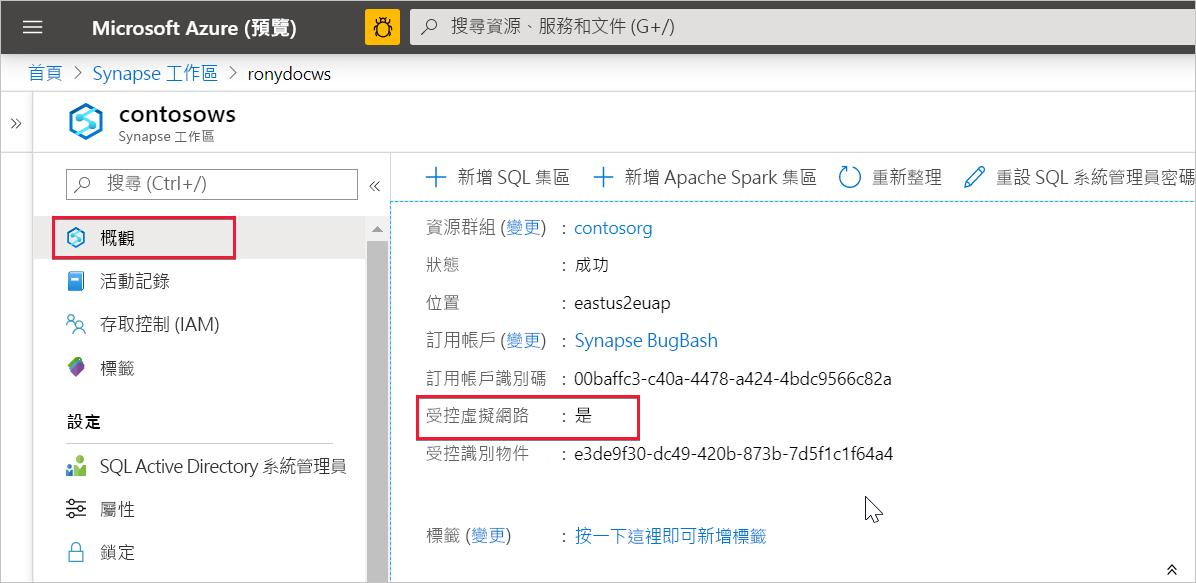 Microsoft Azure (預覽)
搜尋資源、服務和文件 (G+/)
首頁 > Synapse 工作區 > ronydocws
»
contosows
Synapse 工作區
搜尋 (Ctrl+/)
«
概觀
活動記錄
存取控制 (IAM)
標籤
設定
SQL Active Directory 系統管理員
屬性
鎖定
+ 新增 SQL 集區 + 新增 Apache Spark 集區 重新整理 重設 SQL 系統管理員密碼
資源群組 (變更) : contosorg
狀態 : 成功
位置 : eastus2euap
訂用帳戶 (變更) : Synapse BugBash
訂用帳戶識別碼 : 00baffc3-c40a-4478-a424-4bdc9566c82a
受控虛擬網路 : 是
受控識別物件 : e3de9f30-dc49-420b-873b-7d5f1c1f64a4
標籤 (變更) : 按一下這裡即可新增標籤